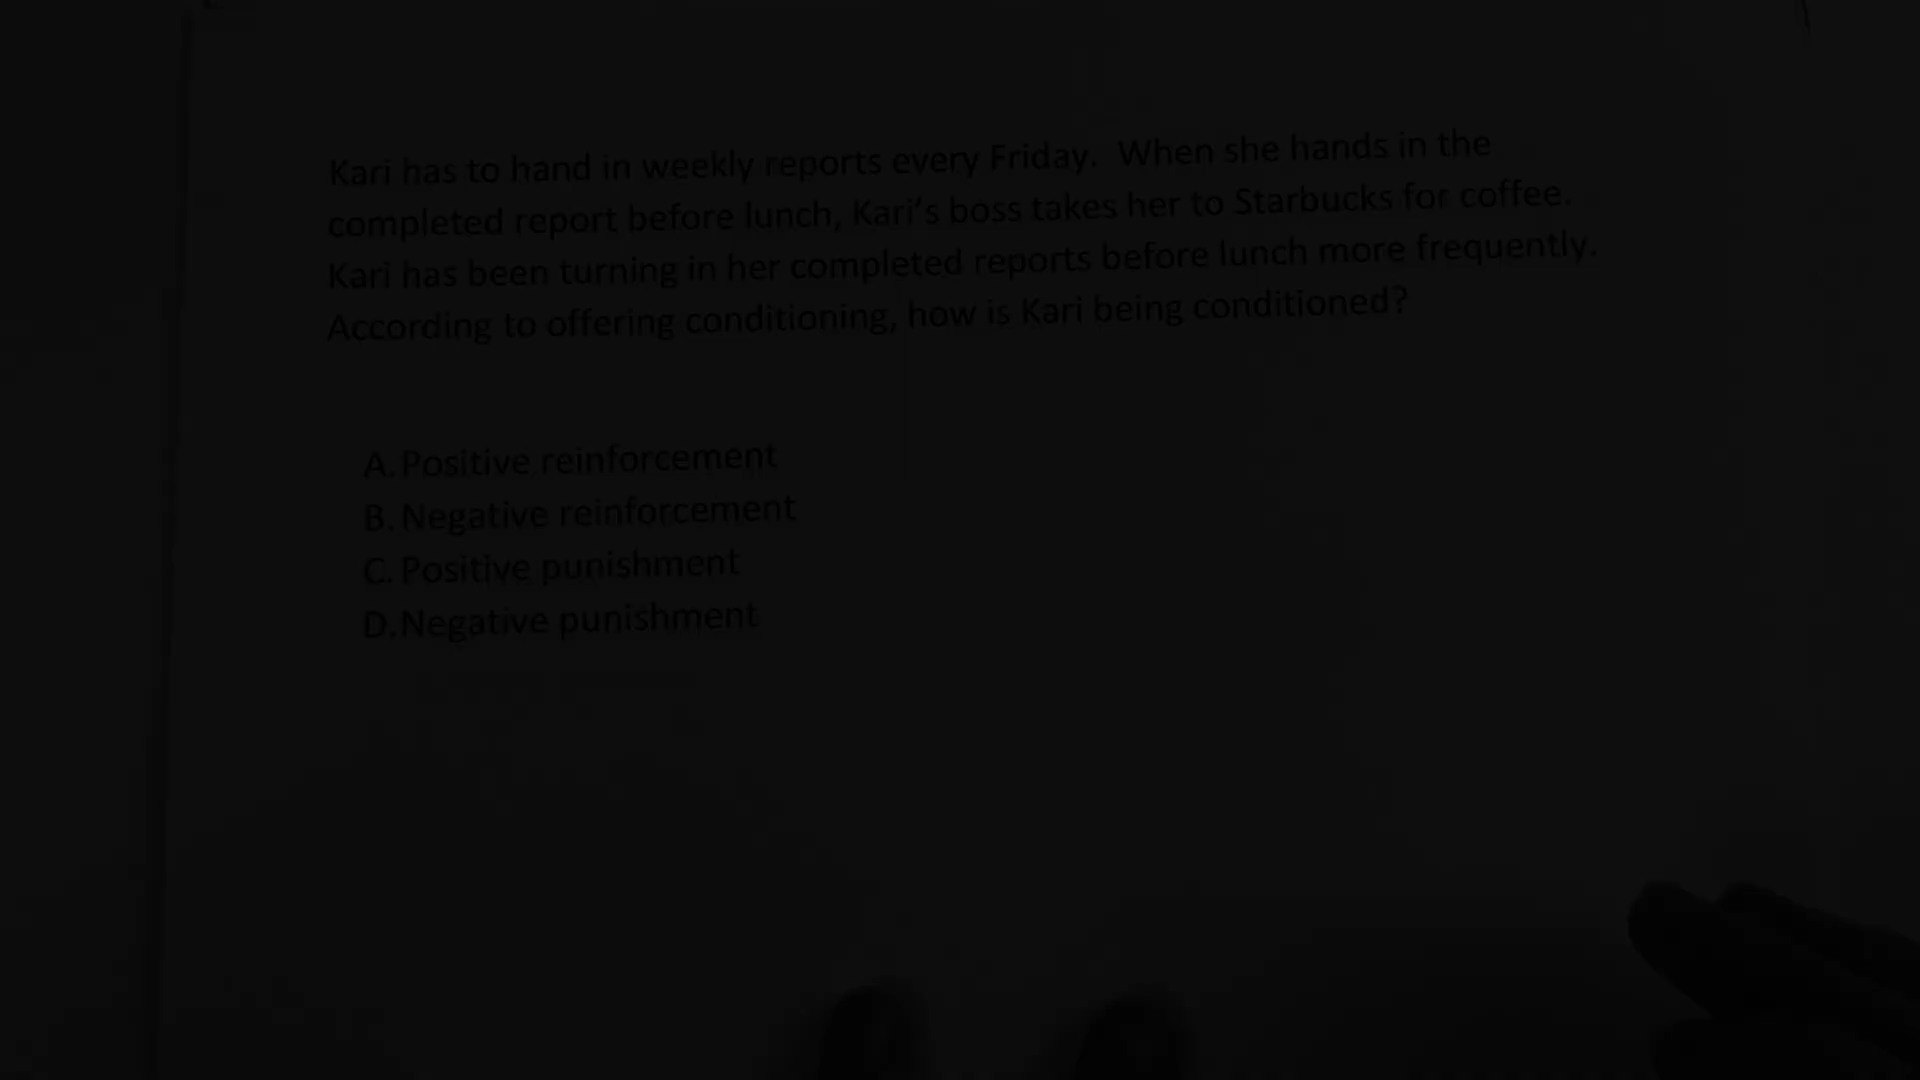 Kari has to hand in weekly reports every Friday. When she hands in the
completed report before lunch, Kari's boss takes her to Starbucks for coffee.
Kari has been turning in her completed reports before lunch more frequently.
According to offering conditioning, how is Kari being conditioned?
A. Positive reinforcement
B. Negative reinforcement
C. Positive punishment
D. Negative punishment